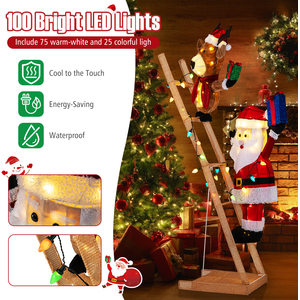 100 Bright LED Lights
Include 75 warm-white and 25 colorful ligh
Cool to the Touch
Energy-Saving
Waterproof